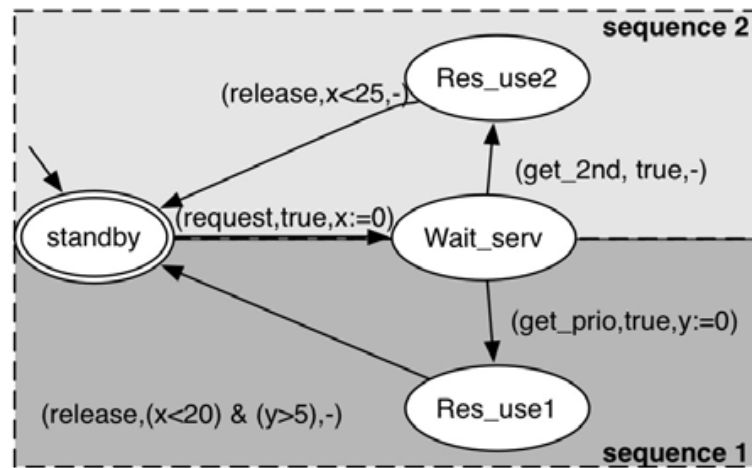 sequence 2
Res_use2
(release,x<25,-)
(get_2nd, true,-)
(request,true,x:=0)
standby
Wait_serv
(get_prio,true,y:=0)
(release,(x<20) & (y>5),-)
Res_use1
sequence 1